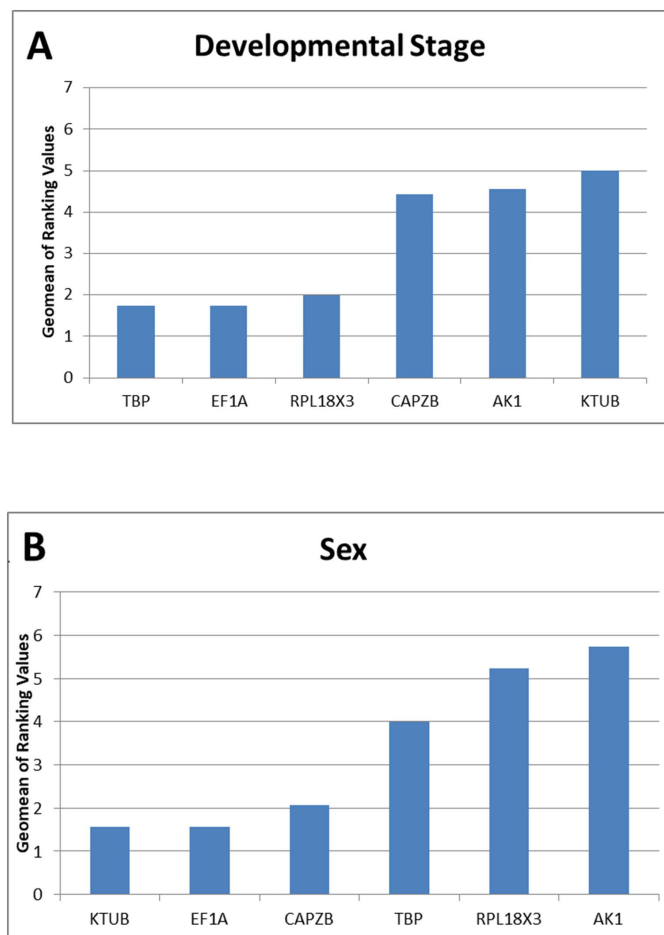 A
Developmental Stage
Geomean of Ranking Values
7
6
5
4
3
2
1
0
TBP EF1A RPL18X3 CAPZB AK1 KTUB
B
Sex
Geomean of Ranking Values
7
6
5
4
3
2
1
0
KTUB EF1A CAPZB TBP RPL18X3 AK1